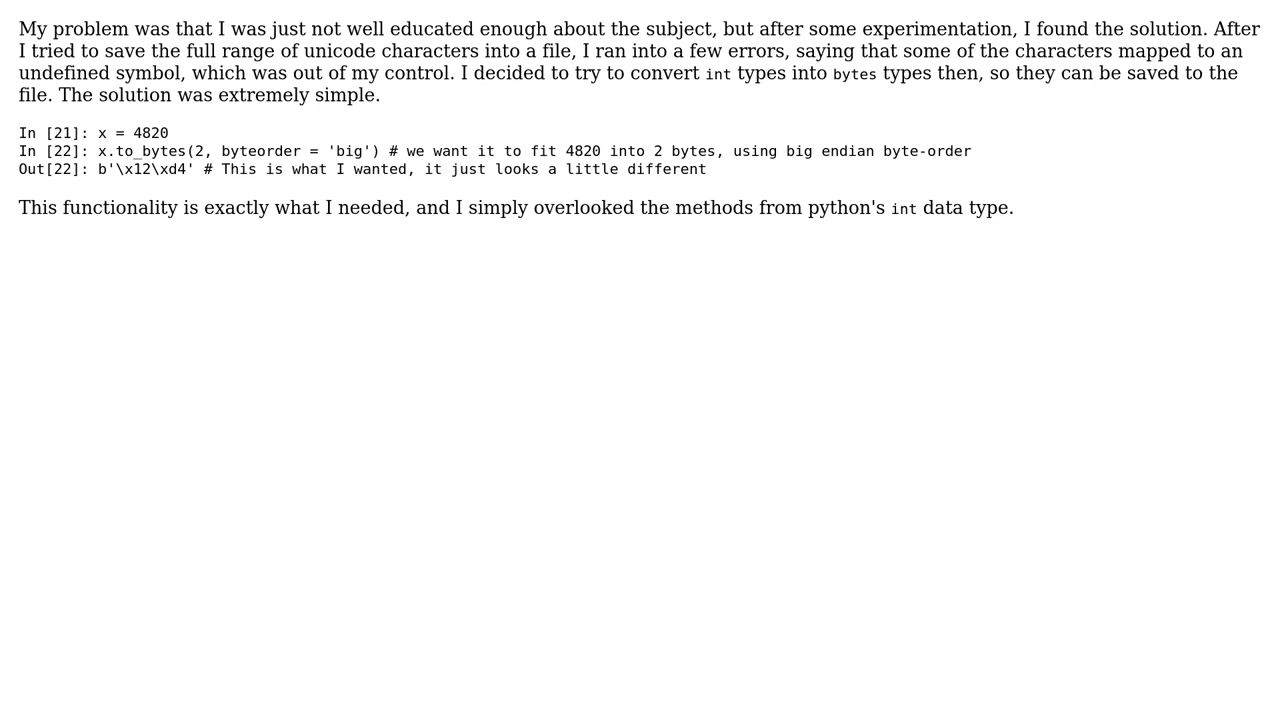 My problem was that I was just not well educated enough about the subject, but after some experimentation, I found the solution. After
I tried to save the full range of unicode characters into a file, I ran into a few errors, saying that some of the characters mapped to an
undefined symbol, which was out of my control. I decided to try to convert int types into bytes types then, so they can be saved to the
file. The solution was extremely simple.
In [21]: x = 4820
In [22]: x.to_bytes(2, byteorder = 'big') # we want it to fit 4820 into 2 bytes, using big endian byte-order
Out[22]: b'\x12\xd4' # This is what I wanted, it just looks a little different
This functionality is exactly what I needed, and I simply overlooked the methods from python's int data type.